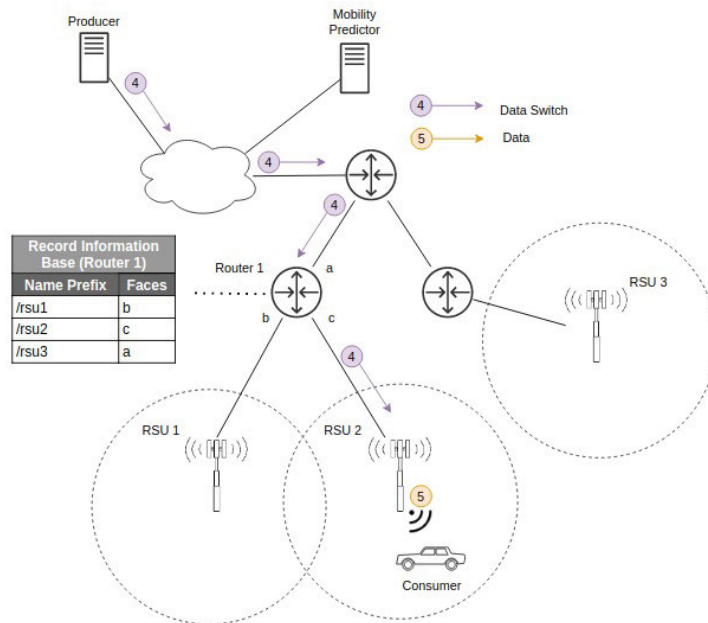 Producer
Mobility
Predictor
4
4
Data Switch
5
Data
4
4
Record Information
Base (Router 1)
Name Prefix Faces
/rsu1 b
/rsu2 c
/rsu3 a
Router 1
a
b
c
RSU 3
4
RSU 1
RSU 2
5
Consumer